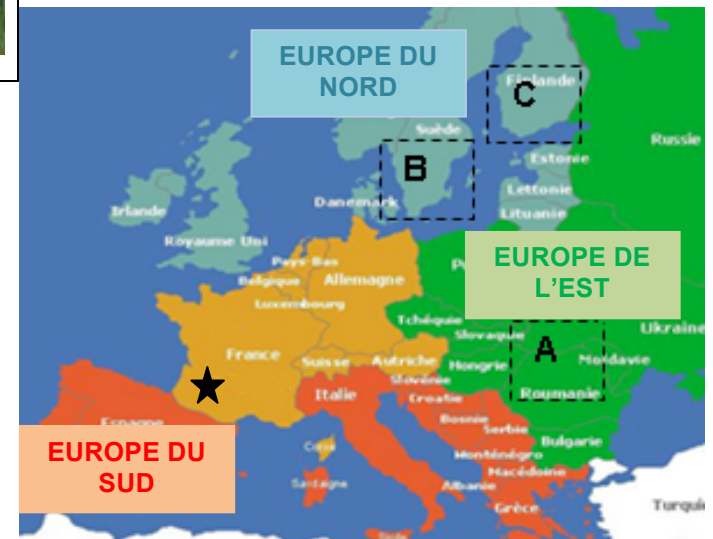 EUROPE DU
NORD
Finlande
C
Suède
Russie
B
Estonie
Lettonie
Irlande
Danemark
Lituanie
Royaume Uni
Pays-Bas
EUROPE DE
L'EST
Belgique
Allemagne
Luxembourg
Tchéquie
Slovaquie
Ukraine
A
France
Suisse
Autriche
Hongrie
Moldavie
Slovénie
Italie
Croatie
Roumanie
Espagne
Bosnie
Serbie
EUROPE DU
SUD
Corse
Monténégro
Bulgarie
Macédoine
Sardaigne
Albanie
Grèce